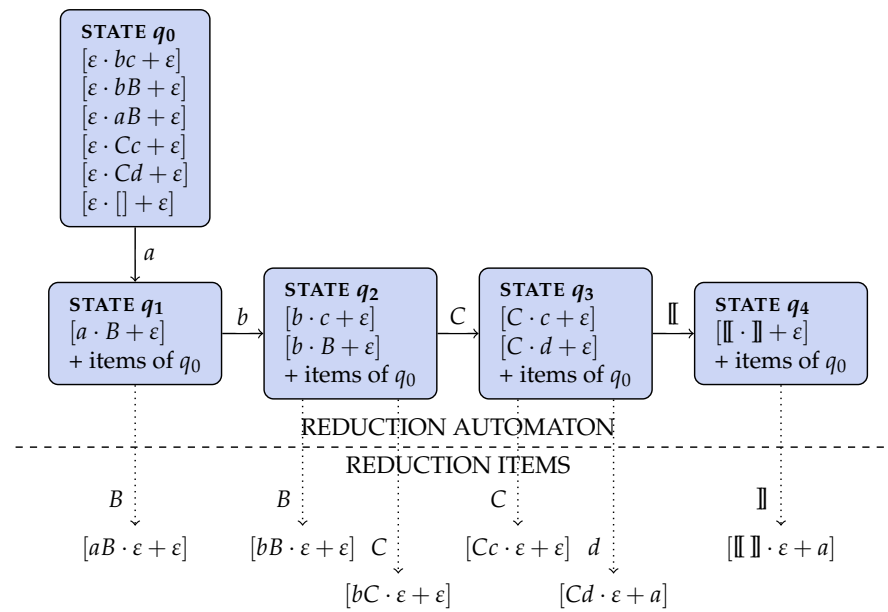 STATE q₀
[ε · bc + ε]
[ε · bB + ε]
[ε · aB + ε]
[ε · Cc + ε]
[ε · Cd + ε]
[ε · [] + ε]
a
STATE q₁
[a · B + ε]
+ items of q₀
b
STATE q₂
[b · c + ε]
[b · B + ε]
+ items of q₀
C
STATE q₃
[C · c + ε]
[C · d + ε]
+ items of q₀
⟦
STATE q₄
[⟦ · ⟧ + ε]
+ items of q₀
REDUCTION AUTOMATON
REDUCTION ITEMS
B
B
C
C
d
⟧
[aB · ε + ε]
[bB · ε + ε]
[bC · ε + ε]
[Cc · ε + ε]
[Cd · ε + a]
[⟦ ⟧ · ε + a]